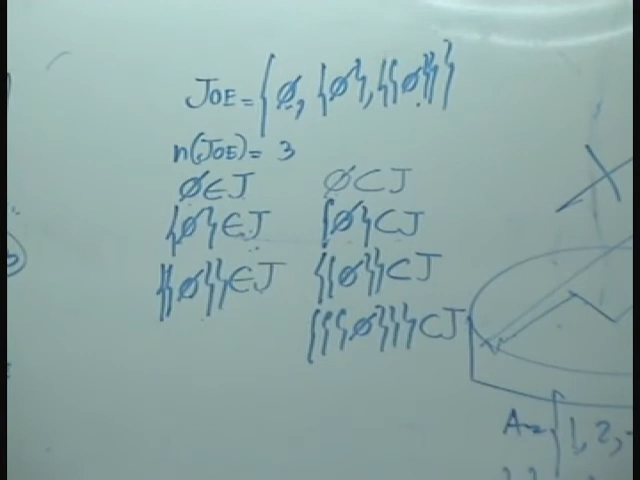 JOE = {∅, {∅}, {{∅}}}
n(JOE) = 3
∅∈J ∅⊂J
{∅}∈J {∅}⊂J
{{∅}}∈J {{∅}}⊂J
{{{∅}}}⊂J
A = {1, 2,